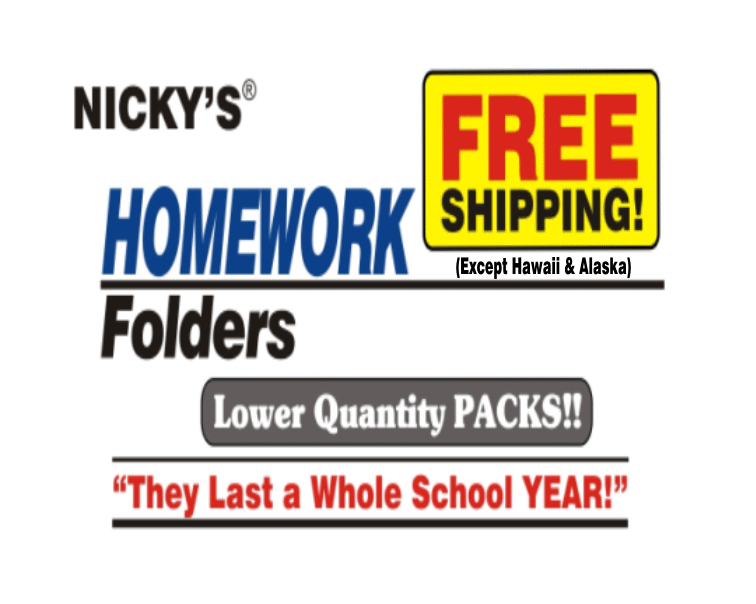 NICKY'S®
FREE
SHIPPING!
(Except Hawaii & Alaska)
HOMEWORK
Folders
Lower Quantity PACKS!!
“They Last a Whole School YEAR!”